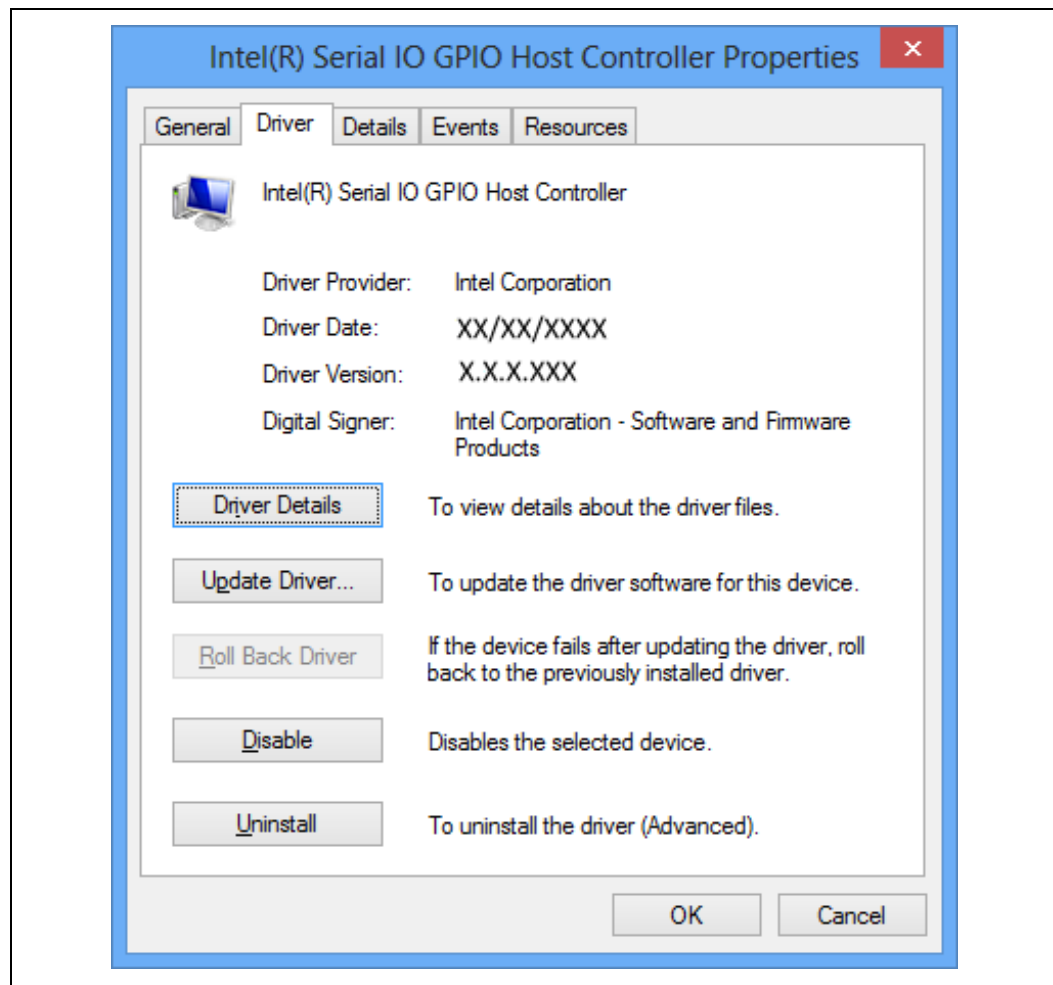 Intel(R) Serial IO GPIO Host Controller Properties
General Driver Details Events Resources
Intel(R) Serial IO GPIO Host Controller
Driver Provider: Intel Corporation
Driver Date: XX/XX/XXXX
Driver Version: X.X.X.XXX
Digital Signer: Intel Corporation - Software and Firmware
Products
Driver Details To view details about the driver files.
Update Driver... To update the driver software for this device.
Roll Back Driver If the device fails after updating the driver, roll
back to the previously installed driver.
Disable Disables the selected device.
Uninstall To uninstall the driver (Advanced).
OK Cancel